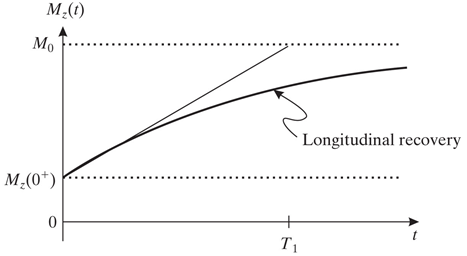 M_z(t)
M_0
Longitudinal recovery
M_z(0^+)
0
T_1
t